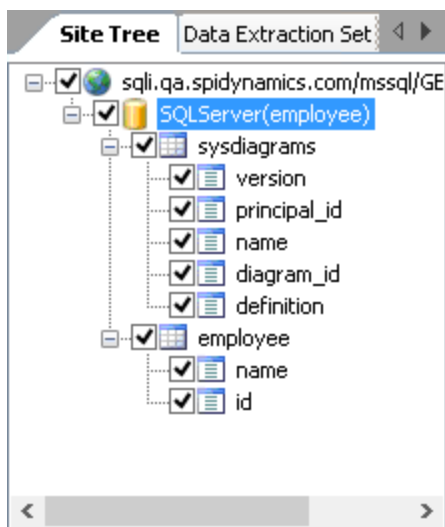 Site Tree Data Extraction Set
sqli.qa.spidynamics.com/mssql/GE
SQLServer(employee)
sysdiagrams
version
principal_id
name
diagram_id
definition
employee
name
id